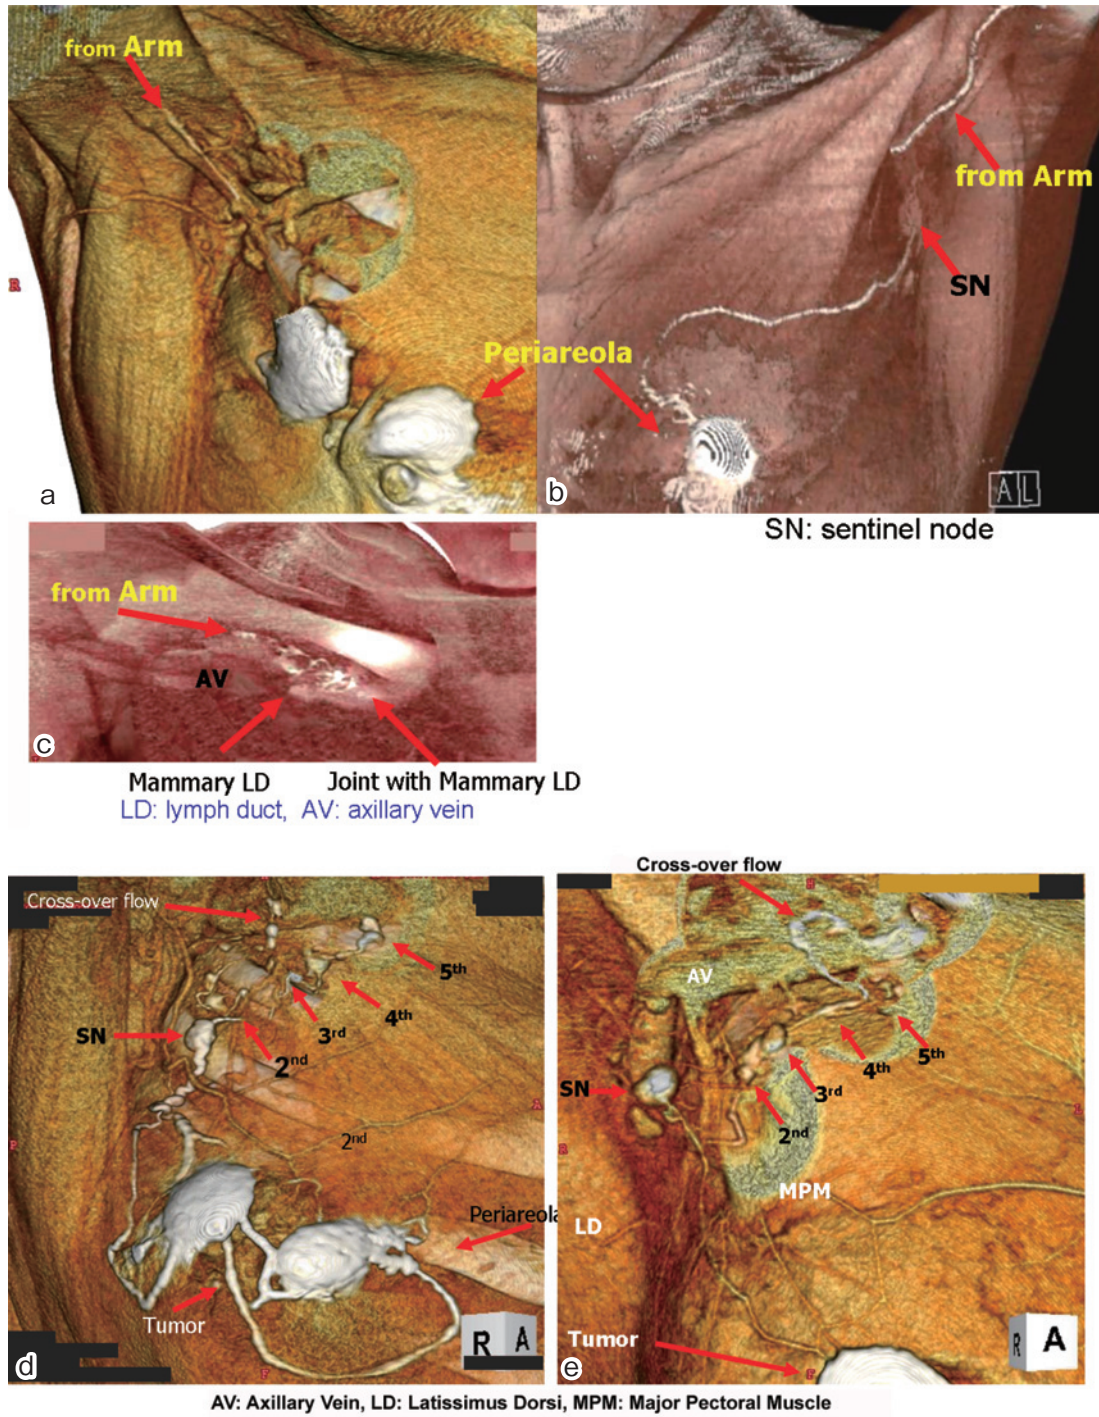 from Arm
R
Periareola
a
from Arm
SN
b
A L
SN: sentinel node
from Arm
AV
c
Mammary LD
Joint with Mammary LD
LD: lymph duct, AV: axillary vein
Cross-over flow
5th
4th
3rd
SN
2nd
2nd
Periareola
Tumor
R A
d
Cross-over flow
AV
5th
4th
3rd
SN
2nd
MPM
LD
Tumor
R A
e
AV: Axillary Vein, LD: Latissimus Dorsi, MPM: Major Pectoral Muscle